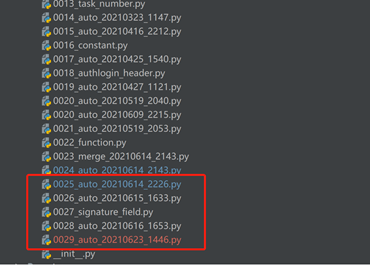 0013_task_number.py
0014_auto_20210323_1147.py
0015_auto_20210416_2212.py
0016_constant.py
0017_auto_20210425_1540.py
0018_authlogin_header.py
0019_auto_20210427_1121.py
0020_auto_20210519_2040.py
0020_auto_20210609_2215.py
0021_auto_20210519_2053.py
0022_function.py
0023_merge_20210614_2143.py
0024_auto_20210614_2143.py
0025_auto_20210614_2226.py
0026_auto_20210615_1633.py
0027_signature_field.py
0028_auto_20210616_1653.py
0029_auto_20210623_1446.py
__init__.py